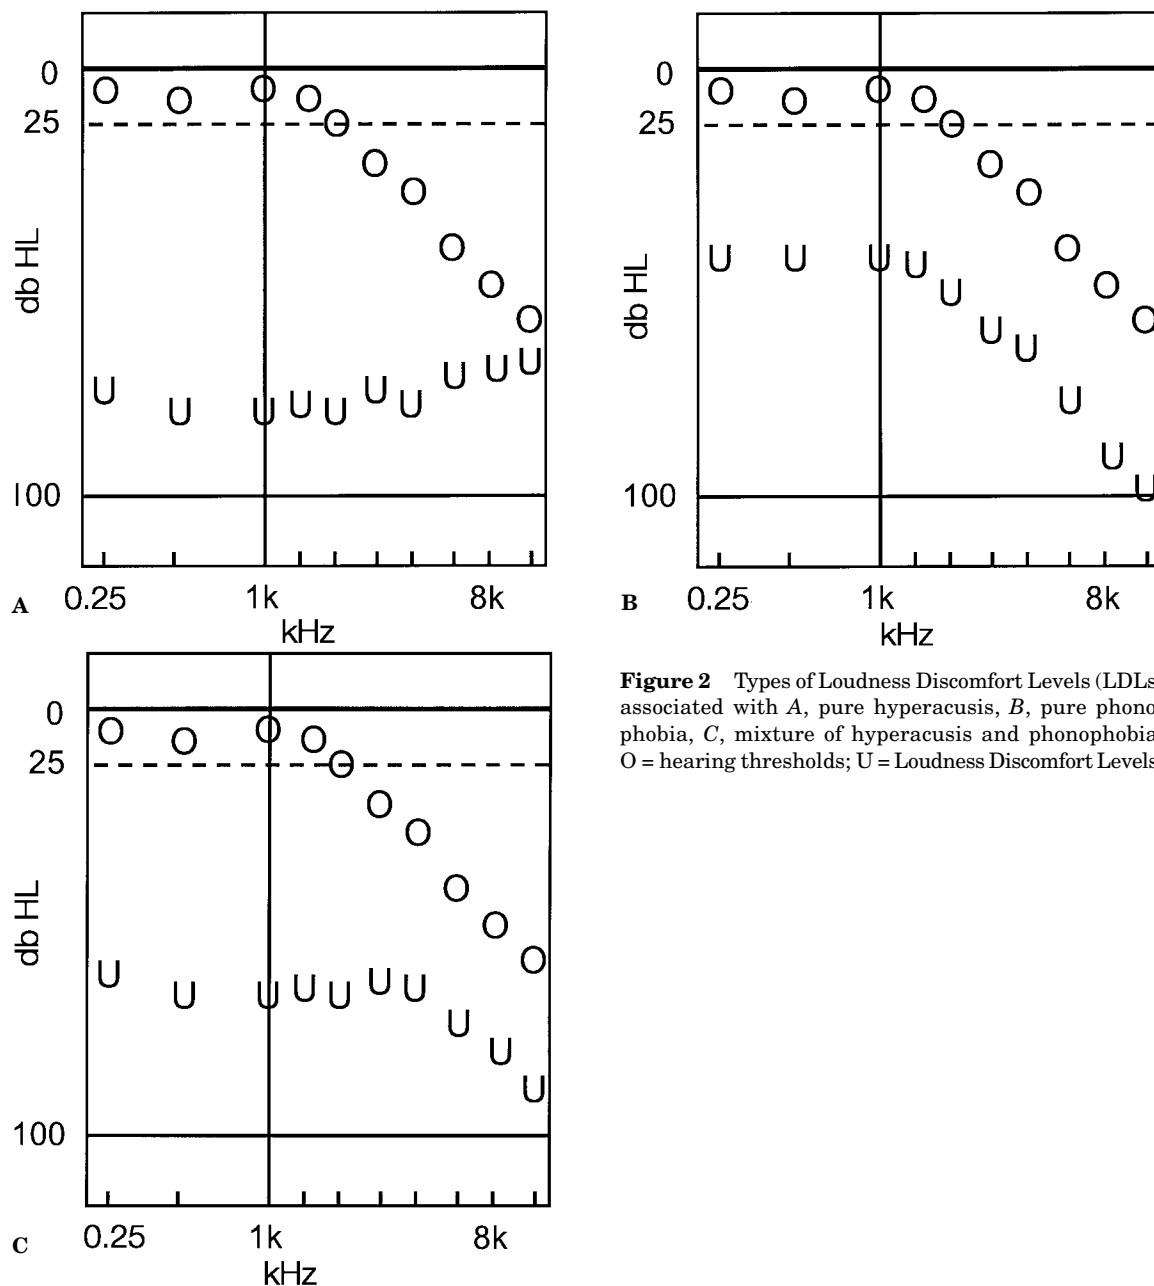 0
25
db HL
100
A 0.25 1k 8k
kHz
0
25
db HL
100
B 0.25 1k 8k
kHz
0
25
db HL
100
C 0.25 1k 8k
kHz
Figure 2 Types of Loudness Discomfort Levels (LDLs
associated with A, pure hyperacusis, B, pure phono
phobia, C, mixture of hyperacusis and phonophobia
O = hearing thresholds; U = Loudness Discomfort Levels